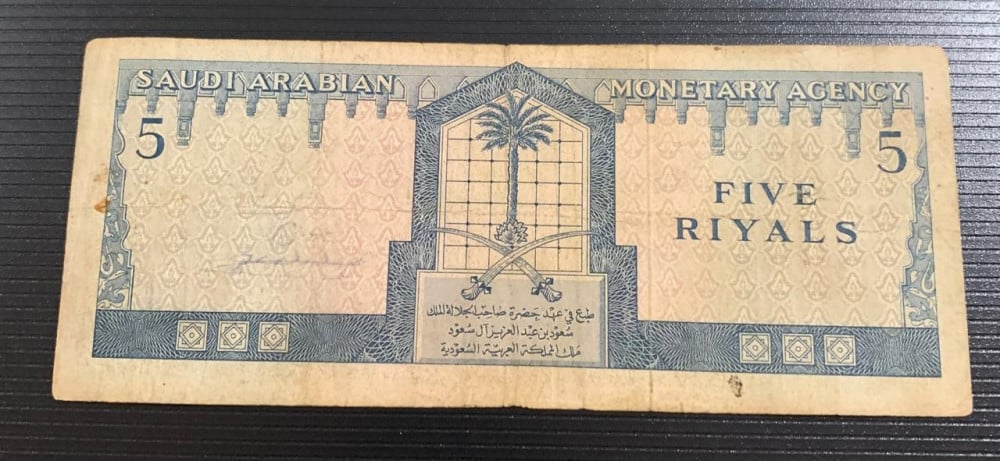 SAUDI ARABIAN MONETARY AGENCY
5
5
FIVE
RIYALS
طبع في عهد حضرة صاحب الجلالة الملك
سعود بن عبد العزيز آل سعود
ملك المملكة العربية السعودية